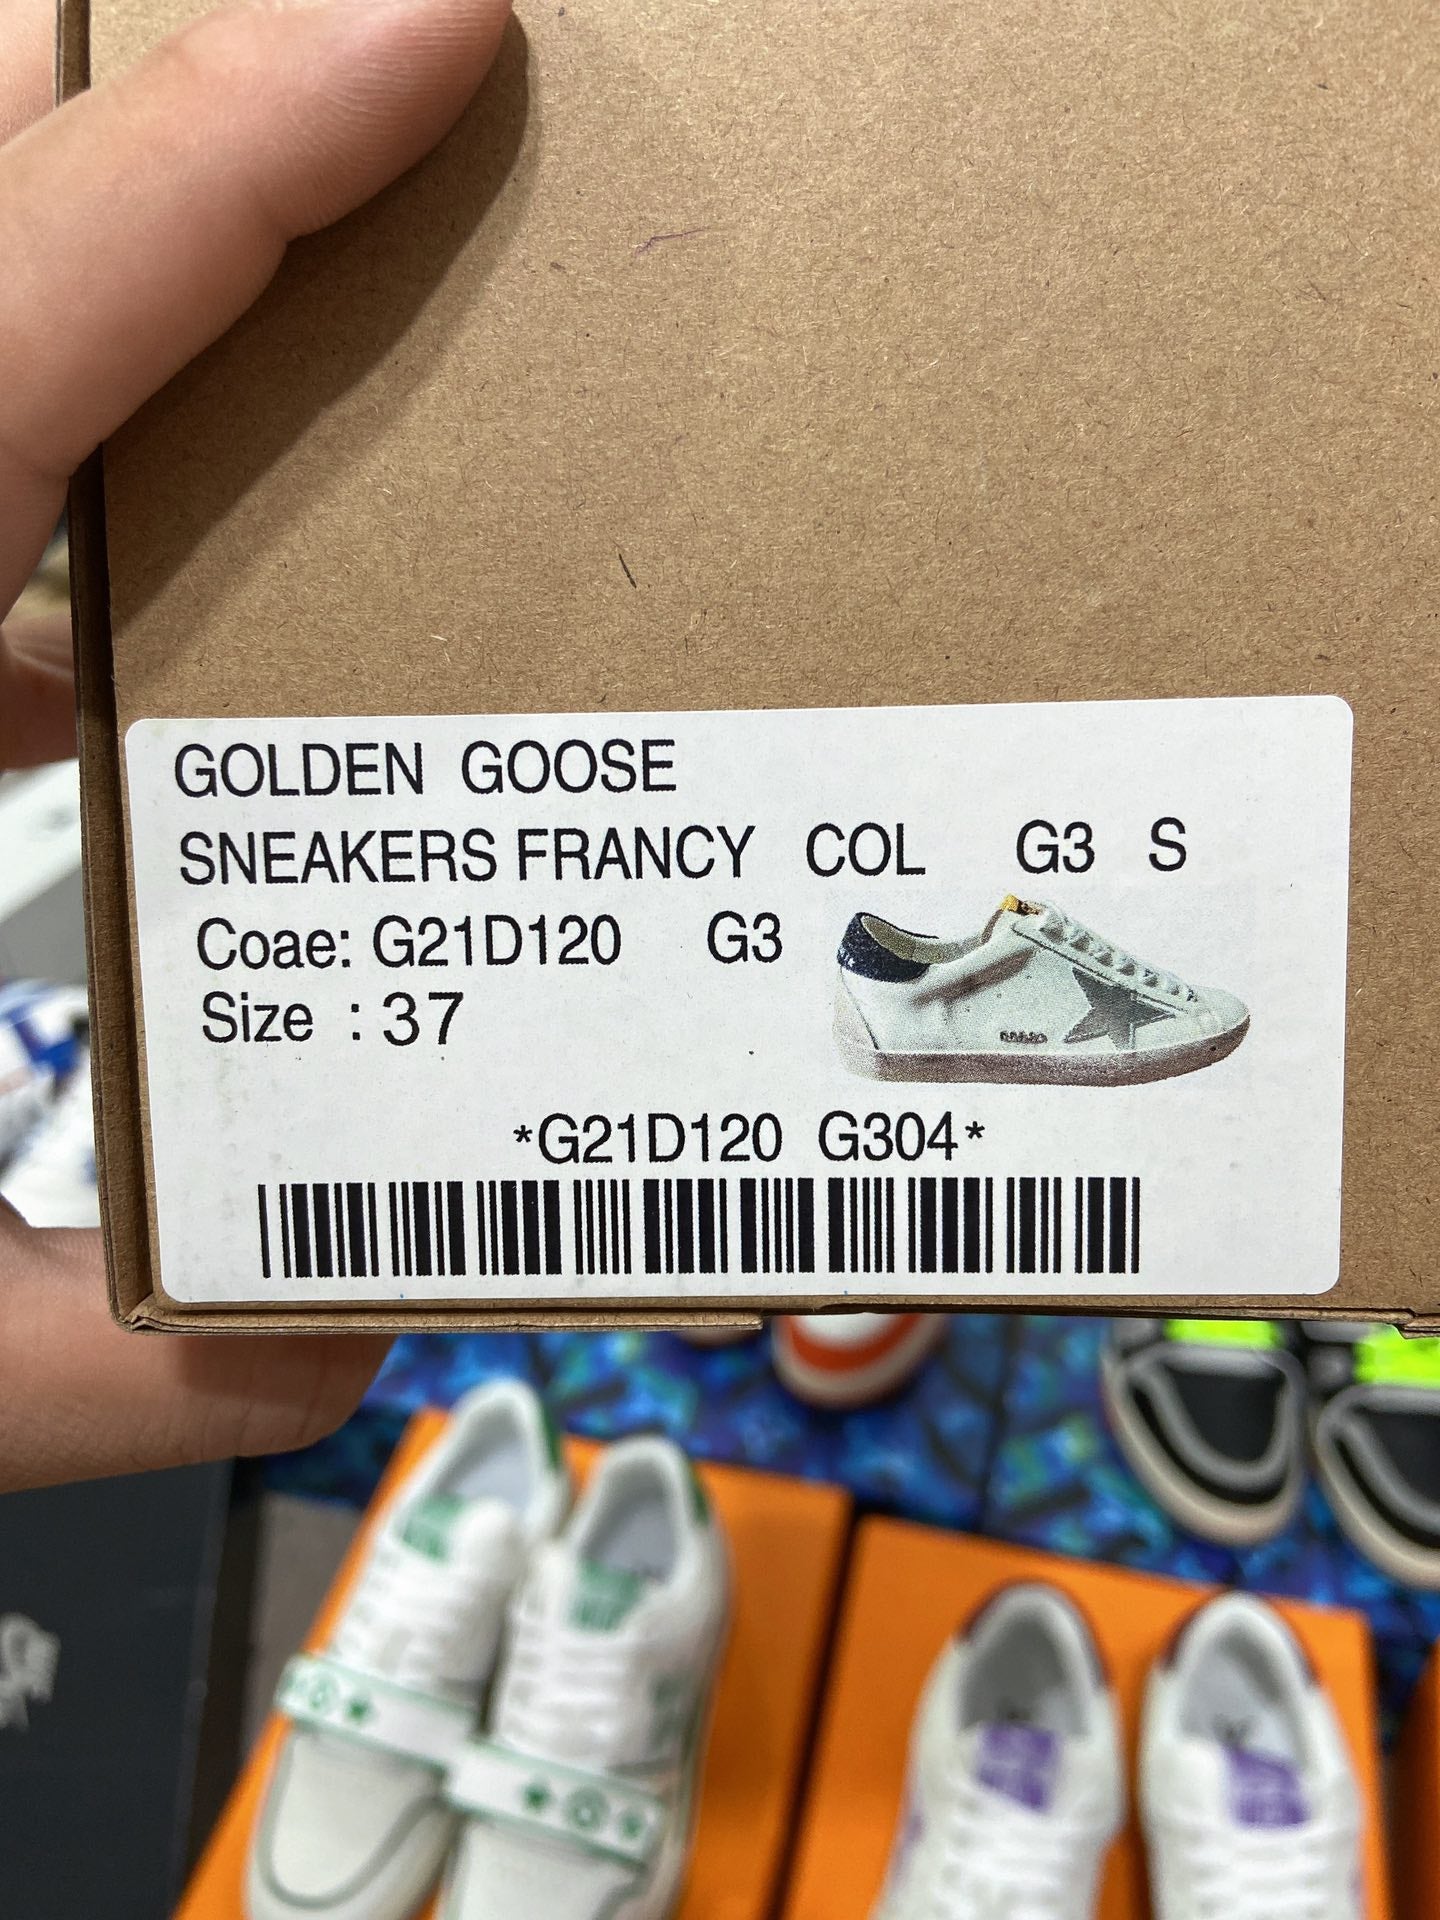 GOLDEN GOOSE
SNEAKERS FRANCY COL G3 S
Coae: G21D120 G3
Size : 37
*G21D120 G304*